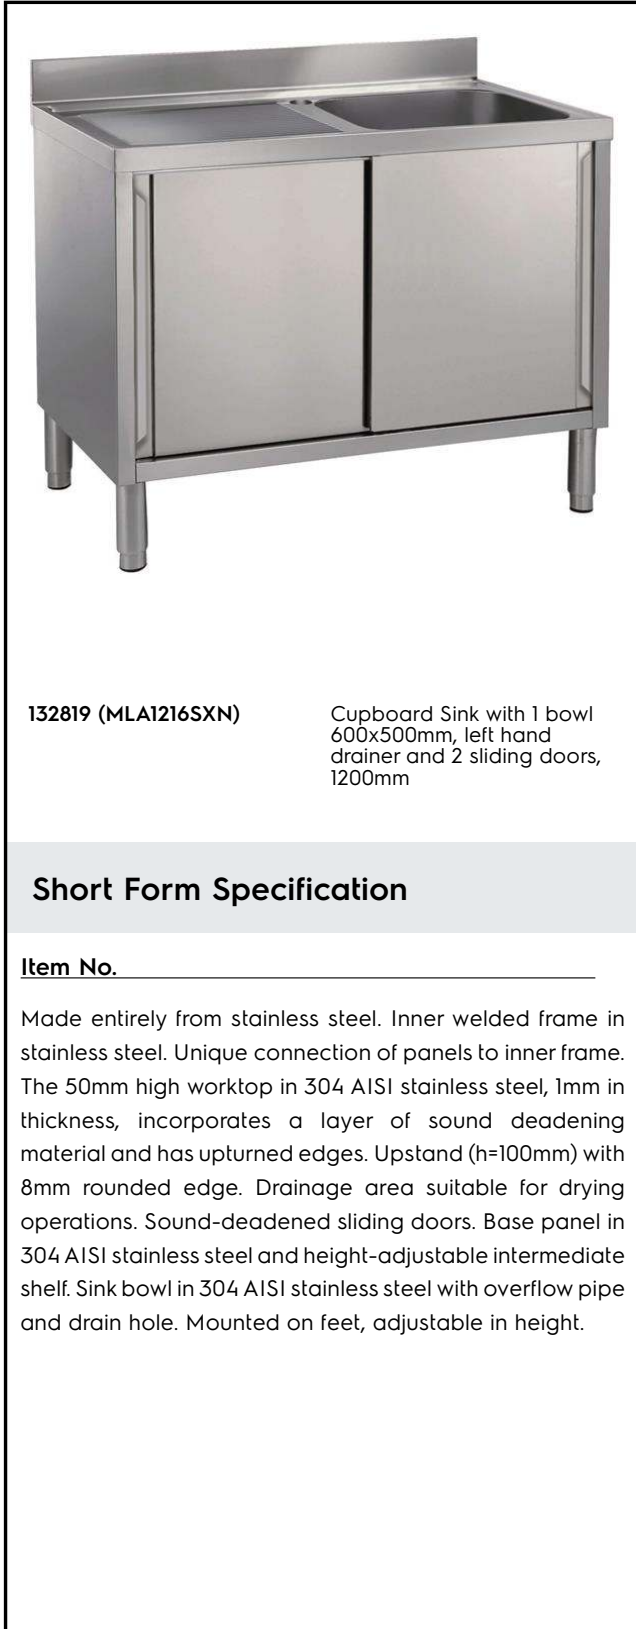 132819 (MLA1216SXN)
Cupboard Sink with 1 bowl
600x500mm, left hand
drainer and 2 sliding doors,
1200mm
Short Form Specification
Item No.
Made entirely from stainless steel. Inner welded frame in
stainless steel. Unique connection of panels to inner frame.
The 50mm high worktop in 304 AISI stainless steel, 1mm in
thickness, incorporates a layer of sound deadening
material and has upturned edges. Upstand (h=100mm) with
8mm rounded edge. Drainage area suitable for drying
operations. Sound-deadened sliding doors. Base panel in
304 AISI stainless steel and height-adjustable intermediate
shelf. Sink bowl in 304 AISI stainless steel with overflow pipe
and drain hole. Mounted on feet, adjustable in height.